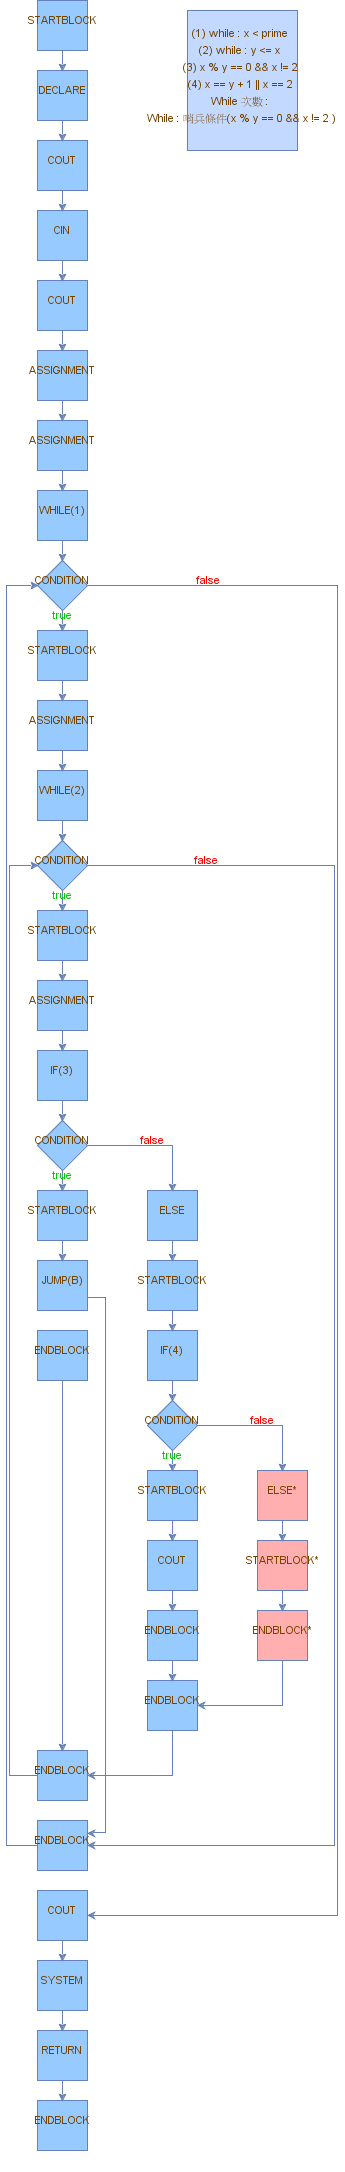 STARTBLOCK
(1) while : x < prime
(2) while : y <= x
(3) x % y == 0 && x != 2
(4) x == y + 1 || x == 2
While 次數 :
While : 哨兵條件(x % y == 0 && x != 2 )
DECLARE
COUT
CIN
COUT
ASSIGNMENT
ASSIGNMENT
WHILE(1)
CONDITION
false
true
STARTBLOCK
ASSIGNMENT
WHILE(2)
CONDITION
false
true
STARTBLOCK
ASSIGNMENT
IF(3)
CONDITION
false
true
STARTBLOCK
ELSE
JUMP(B)
STARTBLOCK
ENDBLOCK
IF(4)
CONDITION
false
true
STARTBLOCK
ELSE*
COUT
STARTBLOCK*
ENDBLOCK
ENDBLOCK*
ENDBLOCK
ENDBLOCK
ENDBLOCK
COUT
SYSTEM
RETURN
ENDBLOCK